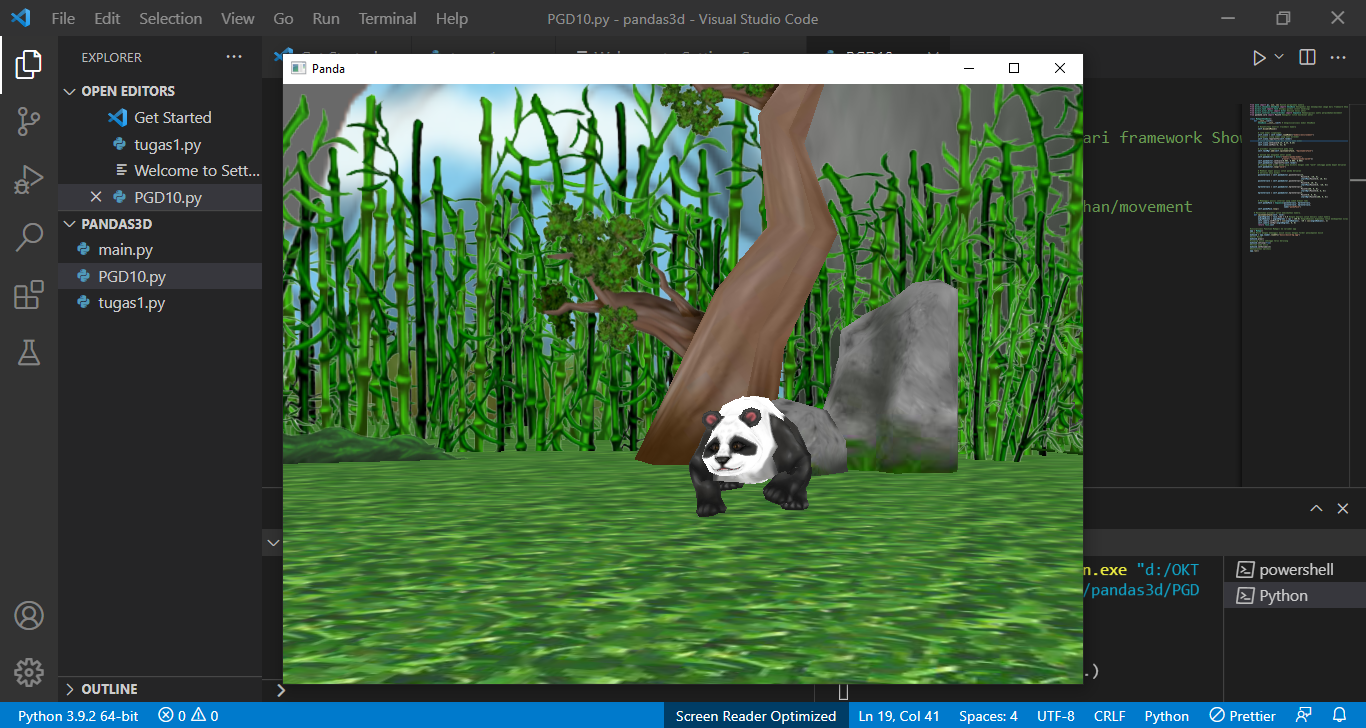 File Edit Selection View Go Run Terminal Help
PGD10.py - pandas3d - Visual Studio Code
EXPLORER
OPEN EDITORS
Get Started
tugas1.py
Welcome to Sett...
PGD10.py
PANDAS3D
main.py
PGD10.py
tugas1.py
OUTLINE
Panda
ari framework Show
han/movement
n.exe "d:/OKT
/pandas3d/PGD
.)
powershell
Python
Python 3.9.2 64-bit 0 0 Screen Reader Optimized Ln 19, Col 41 Spaces: 4 UTF-8 CRLF Python Prettier